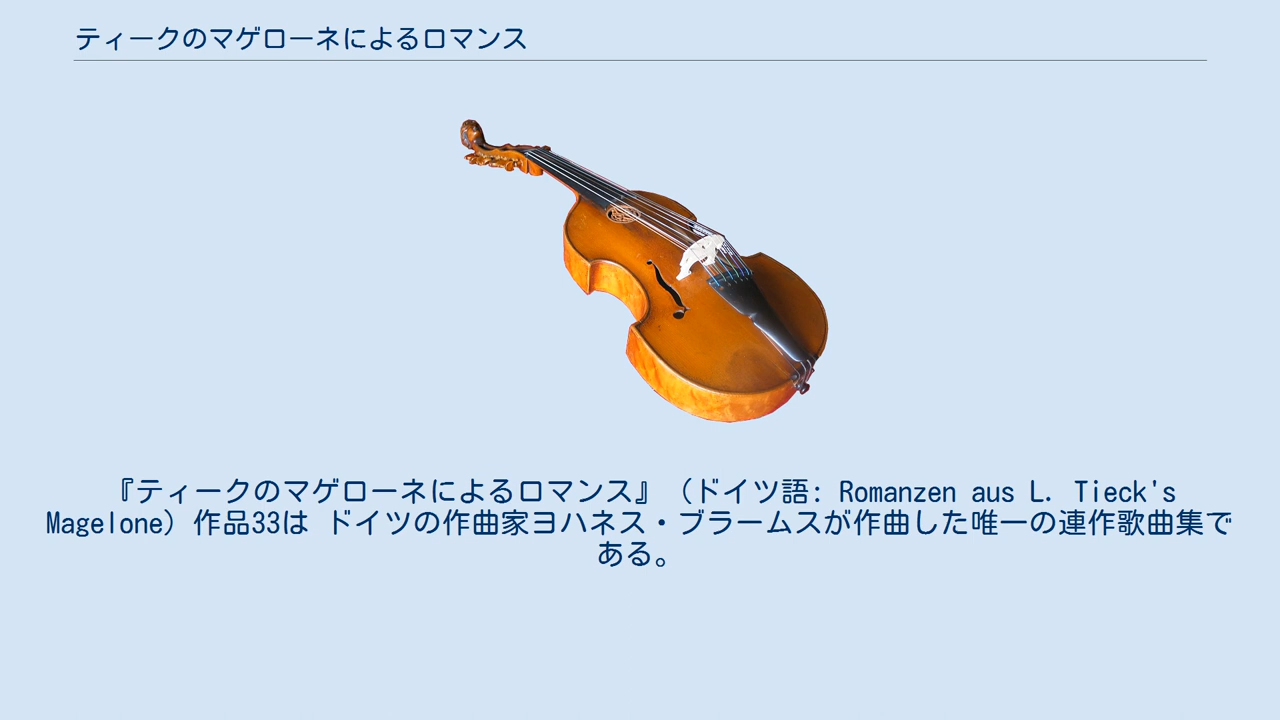 ティークのマゲローネによるロマンス
『ティークのマゲローネによるロマンス』（ドイツ語: Romanzen aus L. Tieck's
Magelone）作品33は ドイツの作曲家ヨハネス・ブラームスが作曲した唯一の連作歌曲集で
ある。